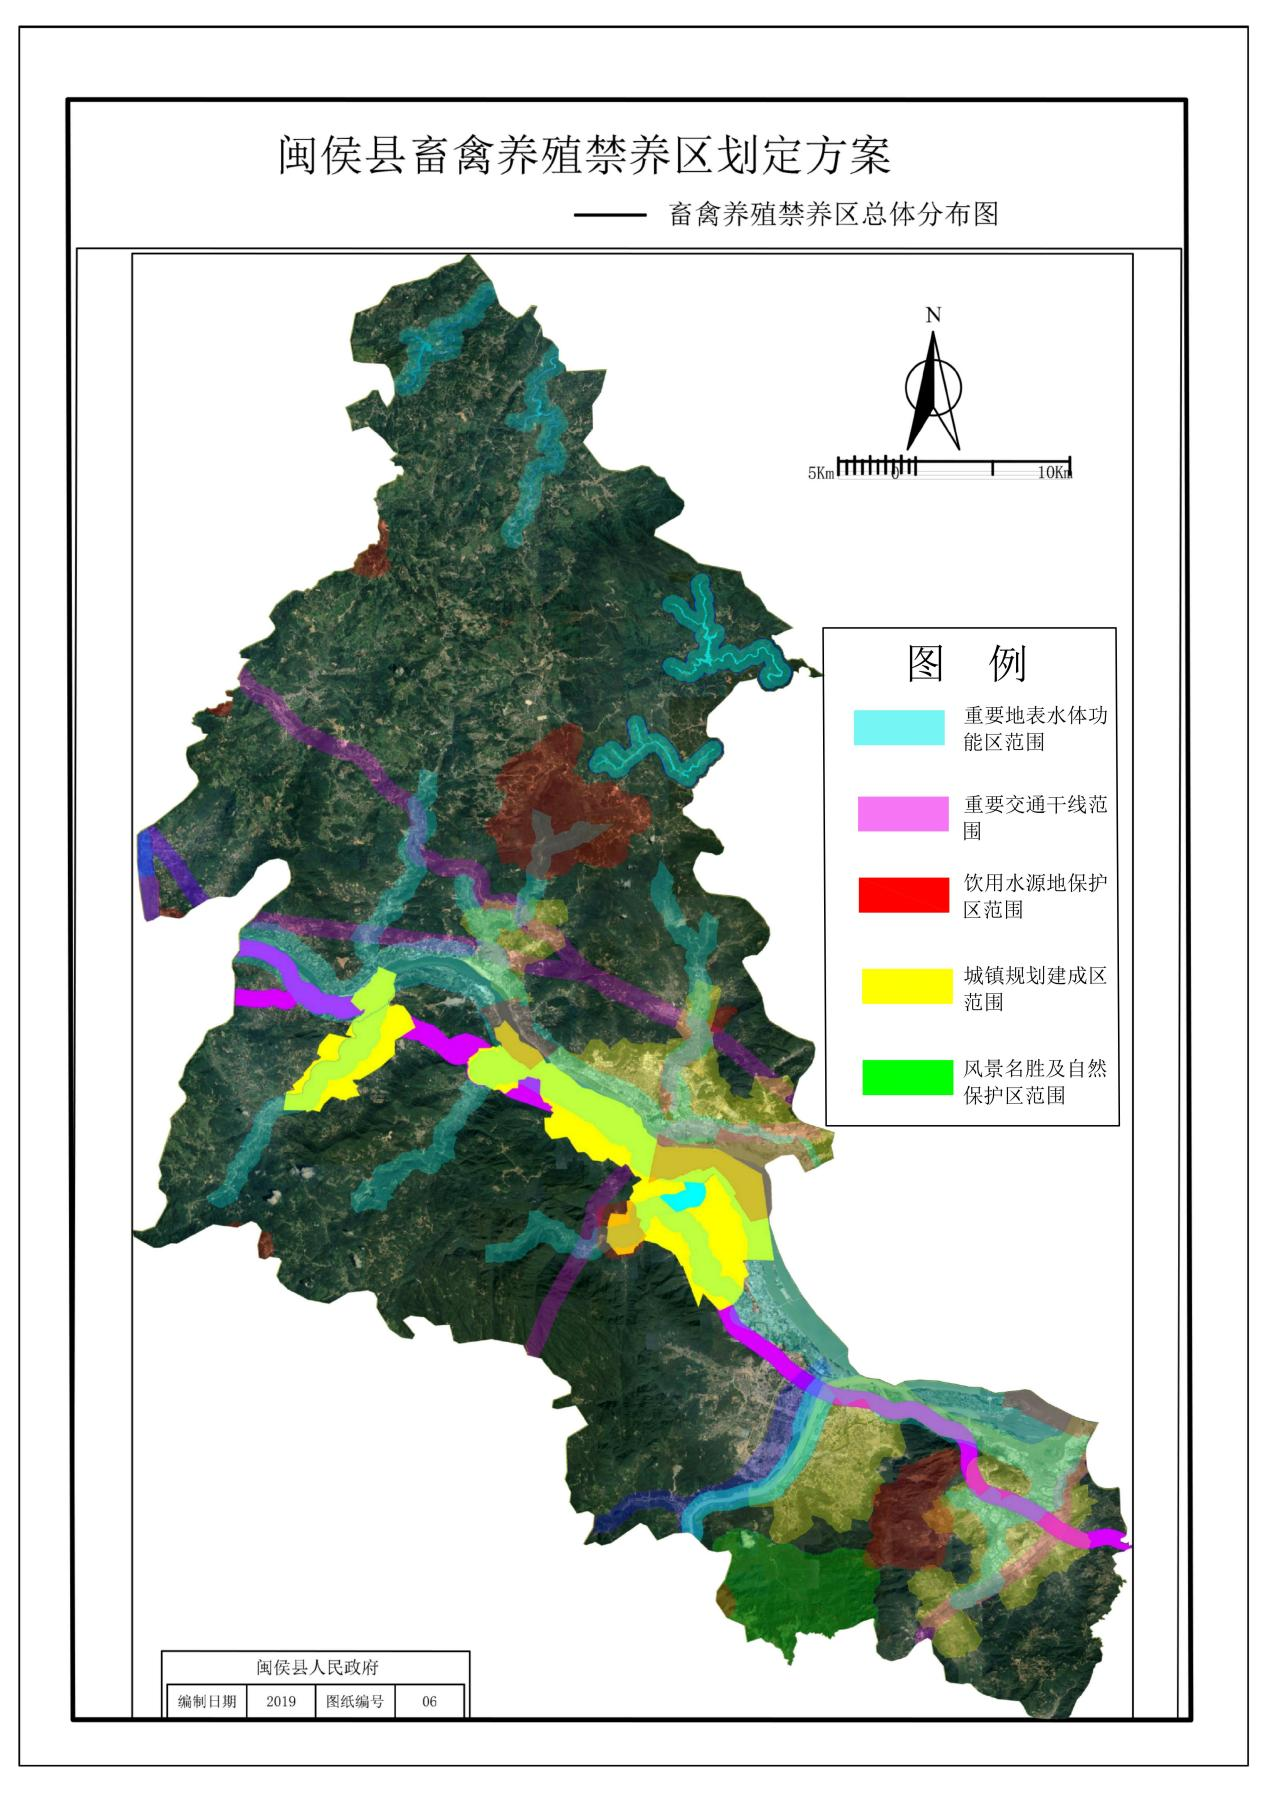 闽侯县畜禽养殖禁养区划定方案
畜禽养殖禁养区总体分布图
N
5Km 0 10Km
图 例
重要地表水体功
能区范围
重要交通干线范
围
饮用水源地保护
区范围
城镇规划建成区
范围
风景名胜及自然
保护区范围
闽侯县人民政府
编制日期 2019 图纸编号 06